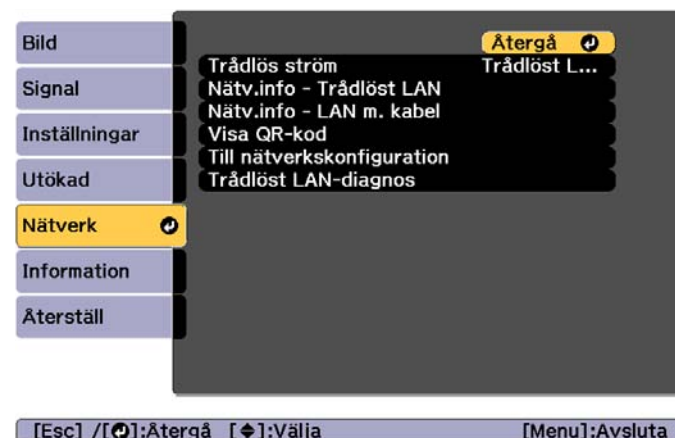 Bild
Signal
Inställningar
Utökad
Nätverk
Information
Återställ
Återgå
Trådlös ström Trådlöst L...
Nätv.info - Trådlöst LAN
Nätv.info - LAN m. kabel
Visa QR-kod
Till nätverkskonfiguration
Trådlöst LAN-diagnos
[Esc] /[ ]:Återgå [ ]:Välja [Menu]:Avsluta